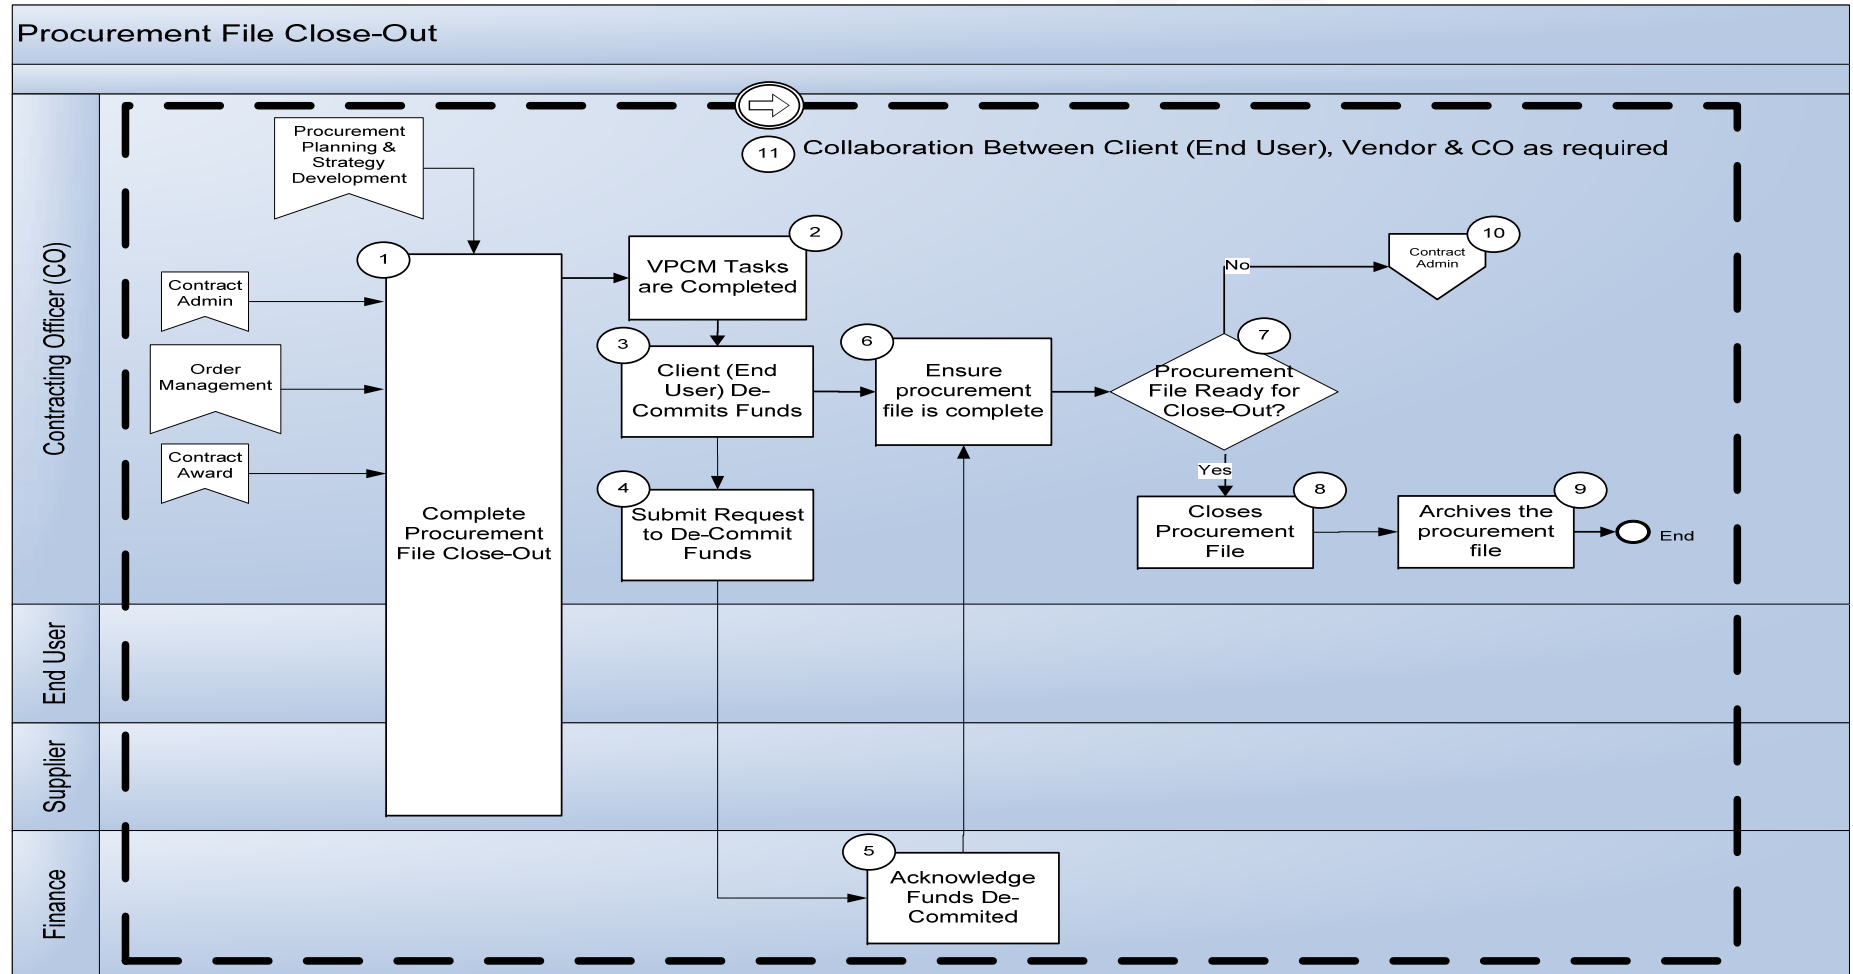 Procurement File Close-Out
11
Collaboration Between Client (End User), Vendor & CO as required
Contracting Officer (CO)
Procurement
Planning &
Strategy
Development
Contract
Admin
Order
Management
Contract
Award
1
Complete
Procurement
File Close-Out
2
VPCM Tasks
are Completed
3
Client (End
User) De-
Commits Funds
4
Submit Request
to De-Commit
Funds
6
Ensure
procurement
file is complete
7
Procurement
File Ready for
Close-Out?
No
10
Contract
Admin
Yes
8
Closes
Procurement
File
9
Archives the
procurement
file
End
End User
Supplier
Finance
5
Acknowledge
Funds De-
Commited